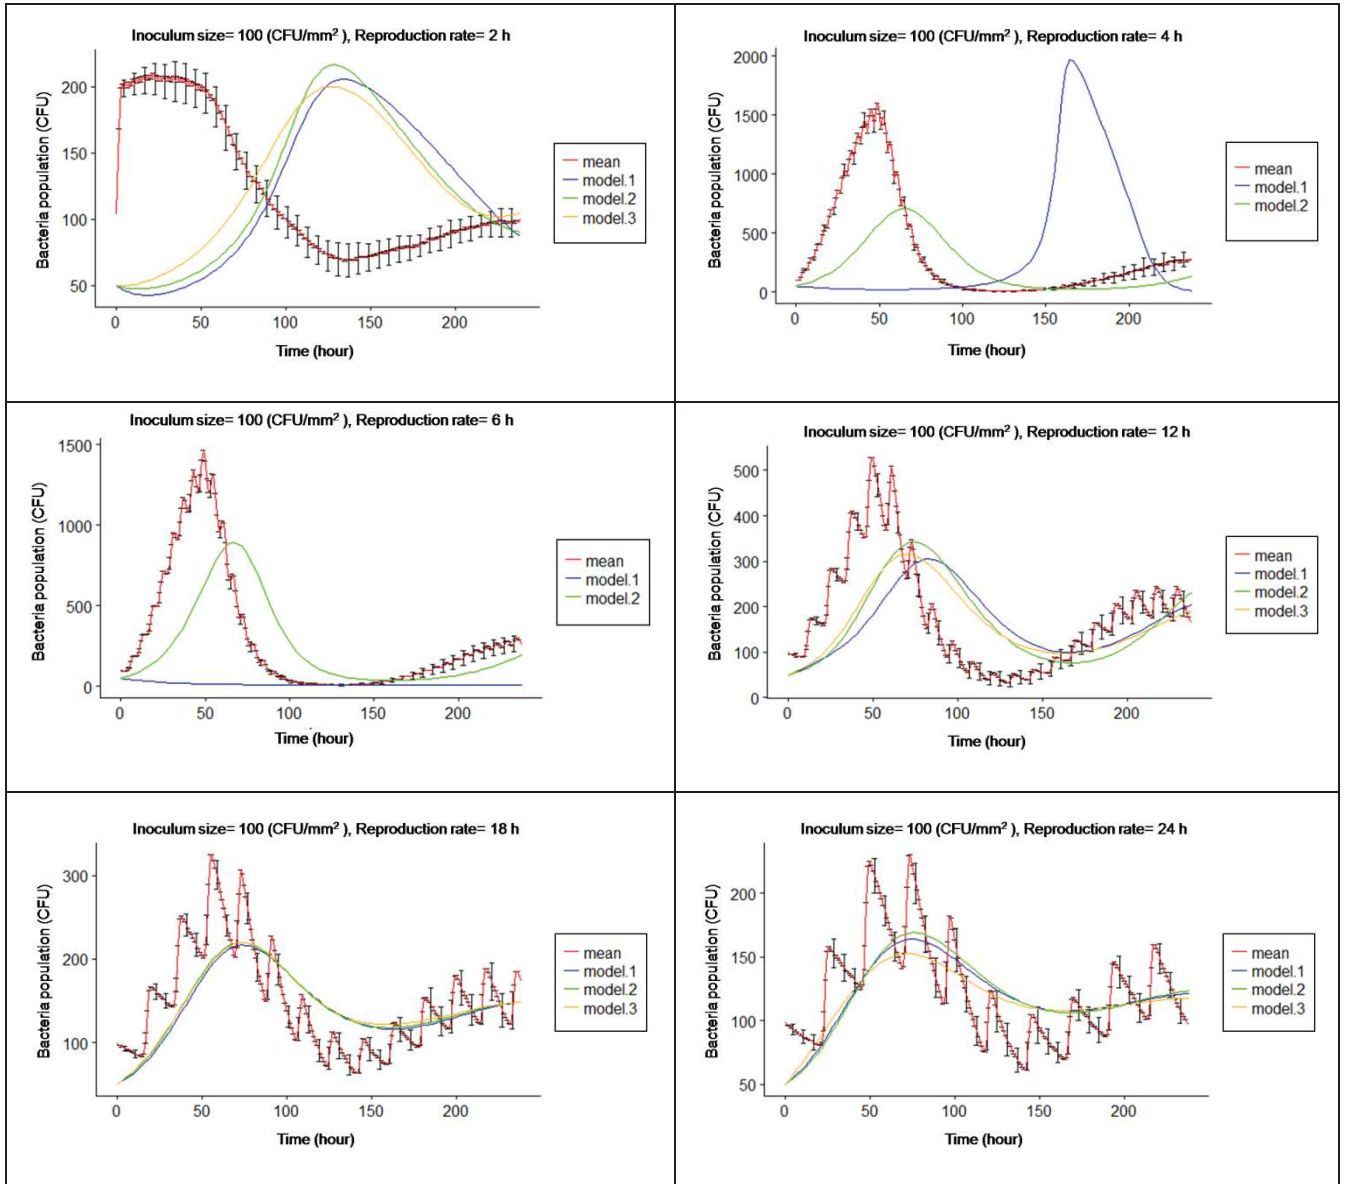 Inoculum size= 100 (CFU/mm² ), Reproduction rate= 2 h
Bacteria population (CFU)
200
150
100
50
0 50 100 150 200
Time (hour)
mean
model.1
model.2
model.3
Inoculum size= 100 (CFU/mm² ), Reproduction rate= 4 h
Bacteria population (CFU)
2000
1500
1000
500
0
0 50 100 150 200
Time (hour)
mean
model.1
model.2
Inoculum size= 100 (CFU/mm² ), Reproduction rate= 6 h
Bacteria population (CFU)
1500
1000
500
0
0 50 100 150 200
Time (hour)
mean
model.1
model.2
Inoculum size= 100 (CFU/mm² ), Reproduction rate= 12 h
Bacteria population (CFU)
500
400
300
200
100
0
0 50 100 150 200
Time (hour)
mean
model.1
model.2
model.3
Inoculum size= 100 (CFU/mm² ), Reproduction rate= 18 h
Bacteria population (CFU)
300
200
100
0 50 100 150 200
Time (hour)
mean
model.1
model.2
model.3
Inoculum size= 100 (CFU/mm² ), Reproduction rate= 24 h
Bacteria population (CFU)
200
150
100
50
0 50 100 150 200
Time (hour)
mean
model.1
model.2
model.3